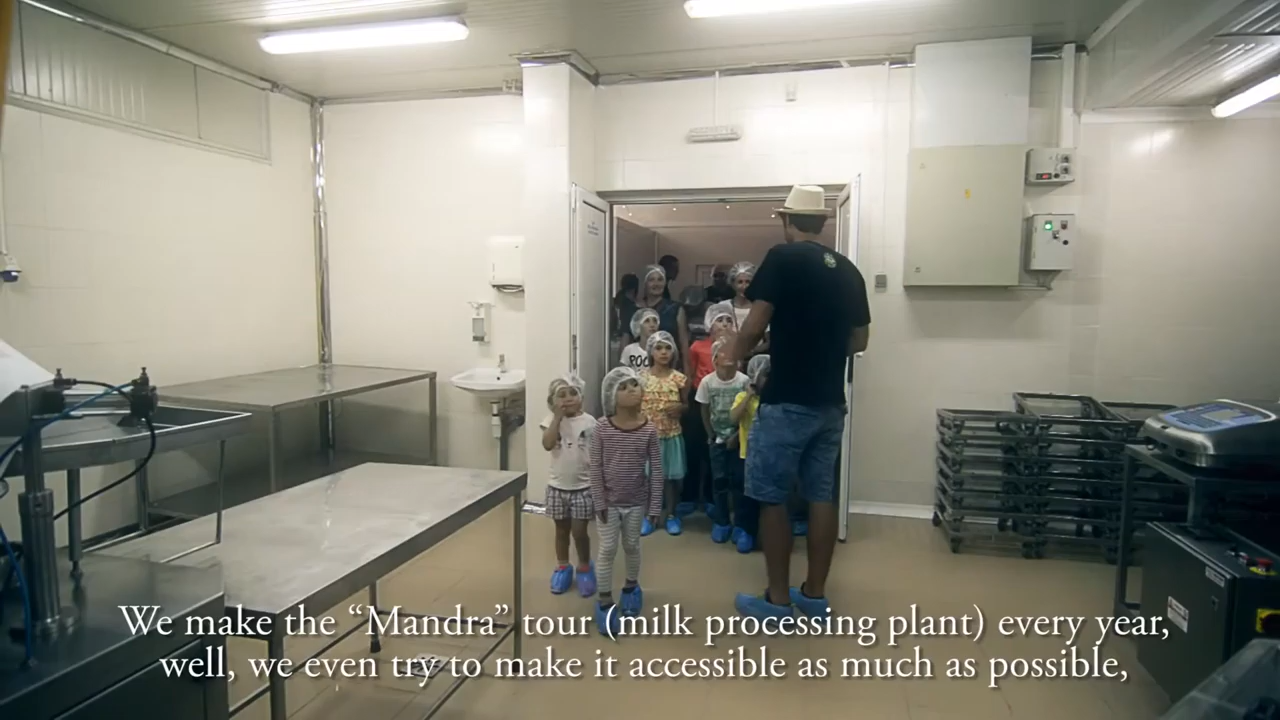 POO
We make the “Mandra” tour (milk processing plant) every year,
well, we even try to make it accessible as much as possible,